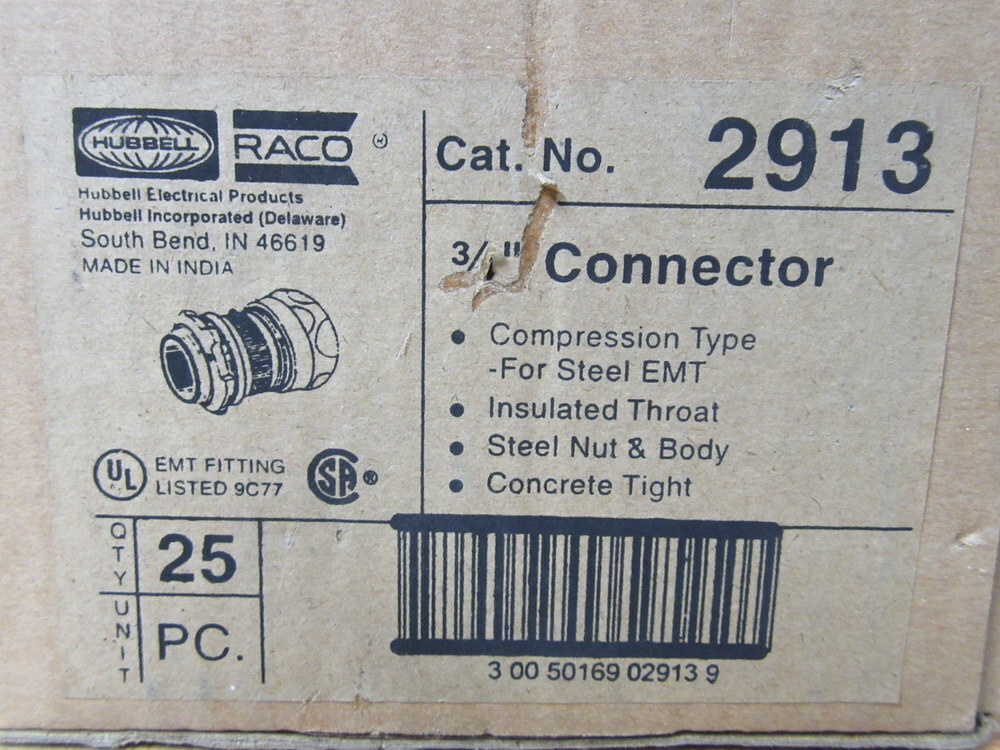 HUBBELL RACO ®
Hubbell Electrical Products
Hubbell Incorporated (Delaware)
South Bend, IN 46619
MADE IN INDIA
Cat. No. 2913
3/ " Connector
• Compression Type
-For Steel EMT
• Insulated Throat
• Steel Nut & Body
• Concrete Tight
UL EMT FITTING
LISTED 9C77
SA ®
QTY 25
UNIT PC.
3 00 50169 02913 9